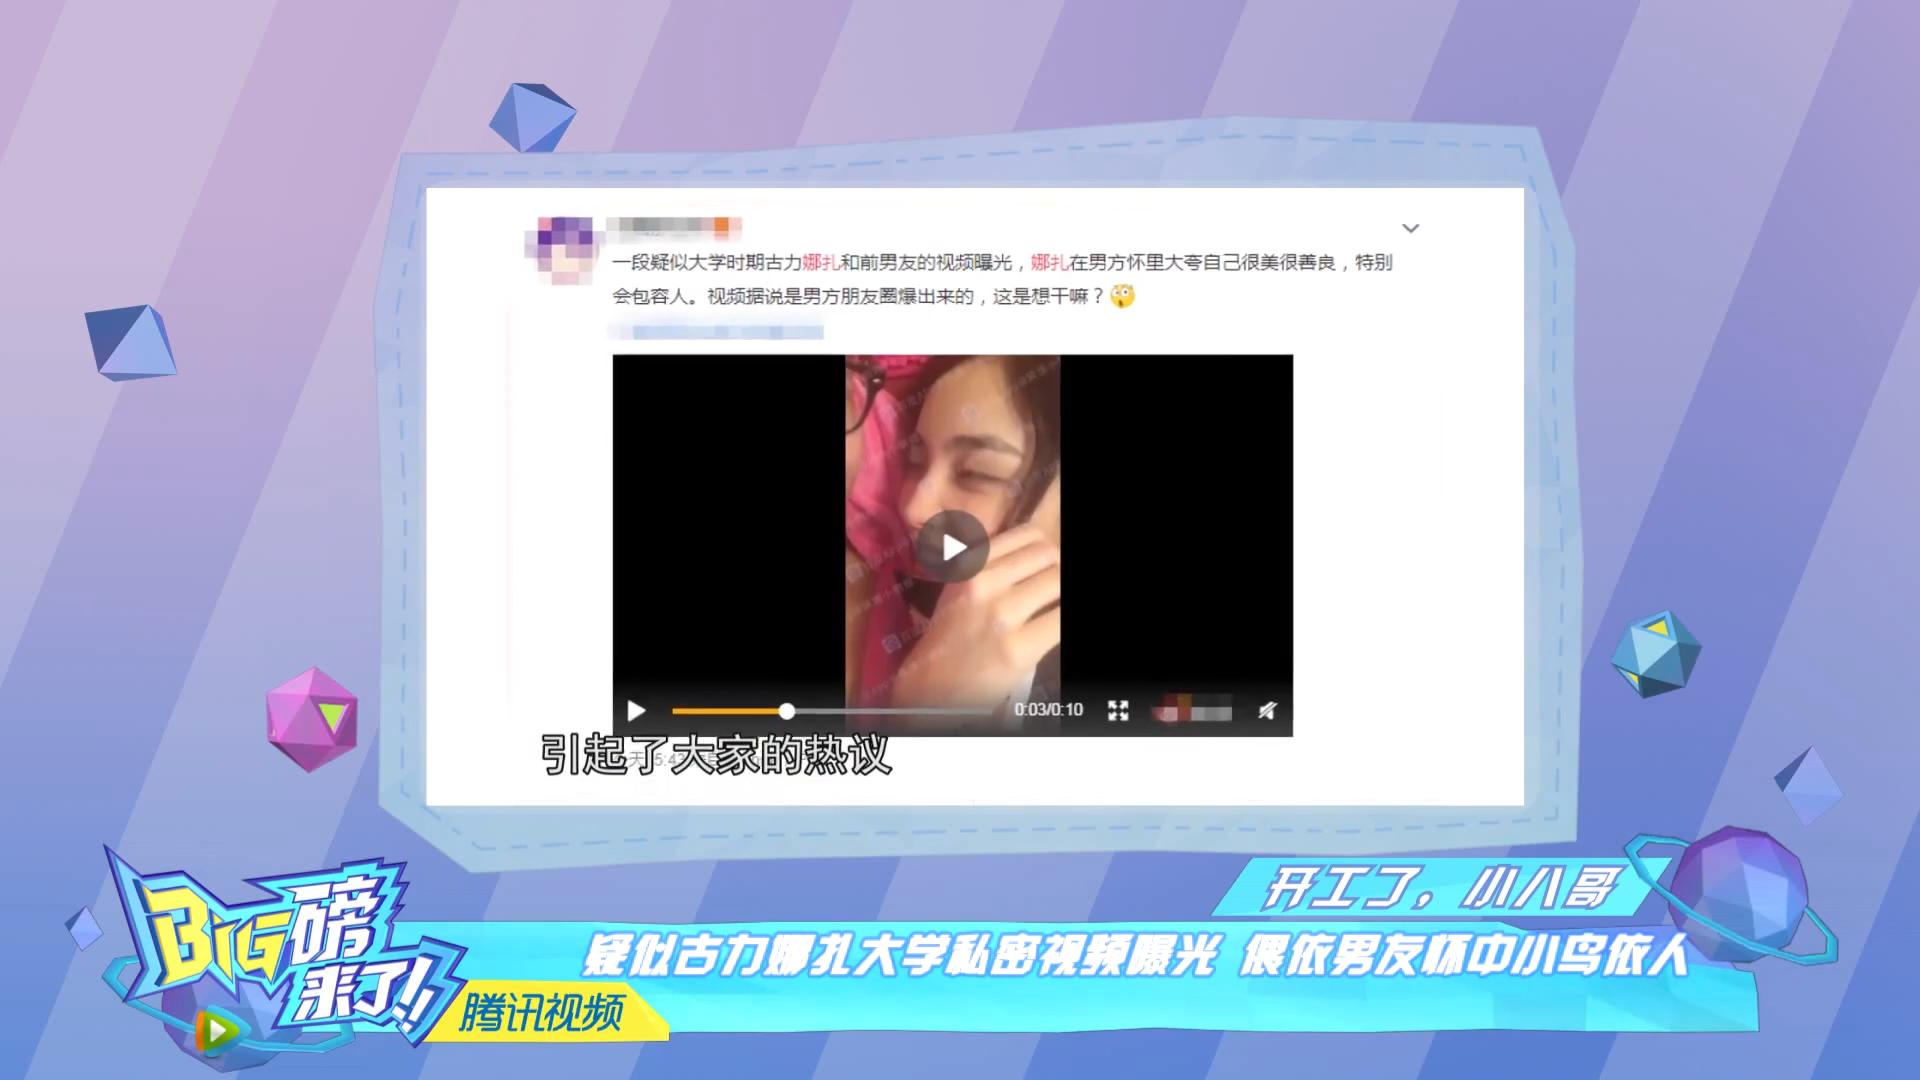 一段疑似大学时期古力娜扎和前男友的视频曝光，娜扎在男方怀里大夸自己很美很善良，特别
会包容人。视频据说是男方朋友圈爆出来的，这是想干嘛？
0:03/0:10
引起了大家的热议
开工了，小八哥
BIG磅
来了!!
疑似古力娜扎大学私密视频曝光 偎依男友怀中小鸟依人
腾讯视频